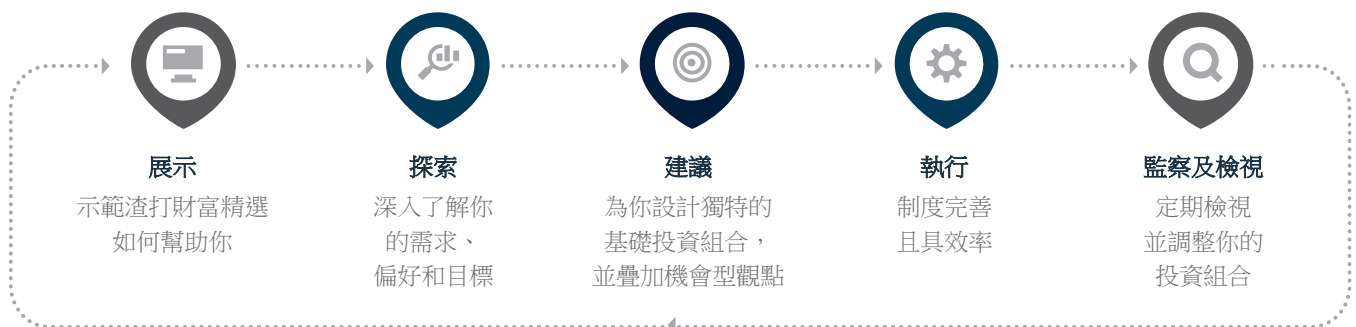 展示
示範渣打財富精選
如何幫助你
探索
深入了解你
的需求、
偏好和目標
建議
為你設計獨特的
基礎投資組合，
並疊加機會型觀點
執行
制度完善
且具效率
監察及檢視
定期檢視
並調整你的
投資組合